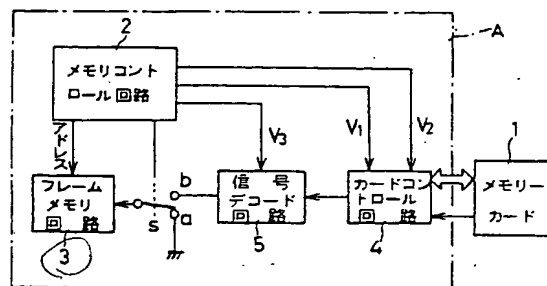 2
A
メモリコント
ロール回路
アドレス
V3
V1
V2
1
b
フレーム
メモリ
回路
s
a
信号
デコード
回路
カードコン
トロール
回路
メモリー
カード
3
5
4